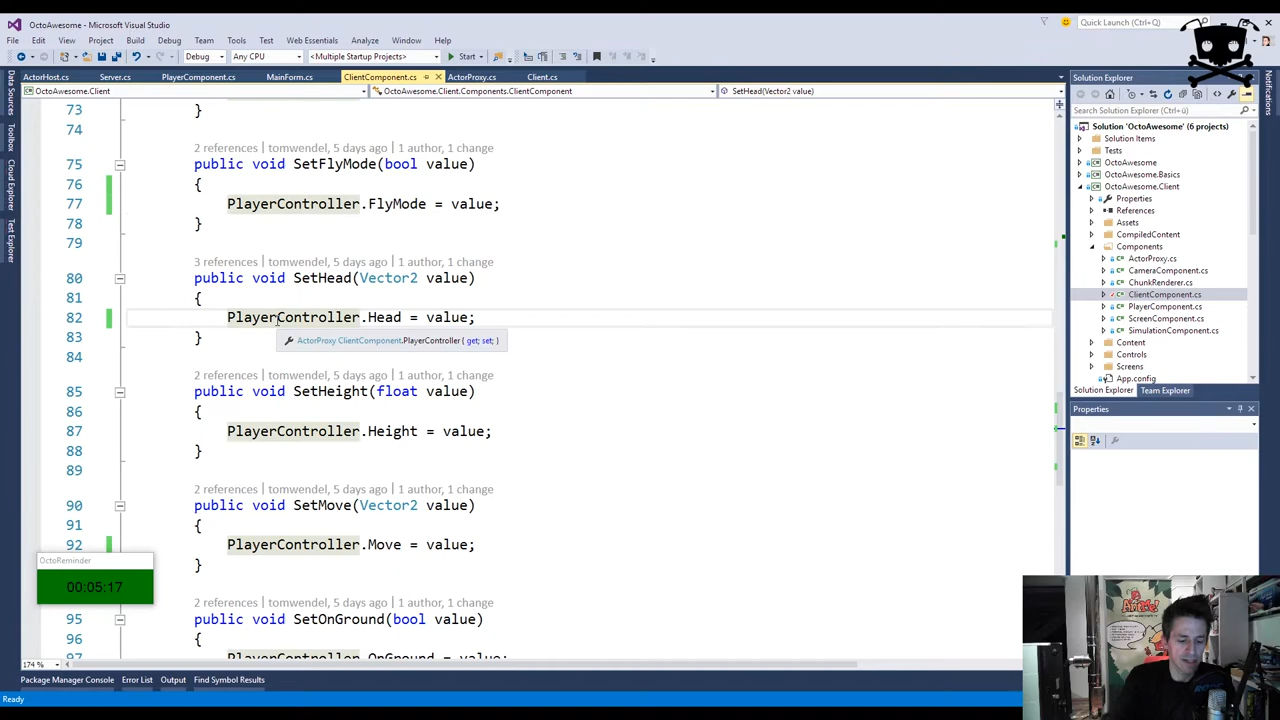 OctoAwesome - Microsoft Visual Studio
Quick Launch (Ctrl+Q)
File Edit View Project Build Debug Team Tools Test Web Essentials Analyze Window Help
Debug Any CPU <Multiple Startup Projects> Start
ActorHost.cs Server.cs PlayerComponent.cs MainForm.cs ClientComponent.cs ActorProxy.cs Client.cs
OctoAwesome.Client OctoAwesome.Client.Components.ClientComponent SetHead(Vector2 value)
Data Sources
Toolbox
Cloud Explorer
Test Explorer
73 }
74
2 references | tomwendel, 5 days ago | 1 author, 1 change
75 public void SetFlyMode(bool value)
76 {
77 PlayerController.FlyMode = value;
78 }
79
3 references | tomwendel, 5 days ago | 1 author, 1 change
80 public void SetHead(Vector2 value)
81 {
82 PlayerController.Head = value;
83 }
ActorProxy ClientComponent.PlayerController { get; set; }
84
2 references | tomwendel, 5 days ago | 1 author, 1 change
85 public void SetHeight(float value)
86 {
87 PlayerController.Height = value;
88 }
89
2 references | tomwendel, 5 days ago | 1 author, 1 change
90 public void SetMove(Vector2 value)
91 {
92 PlayerController.Move = value;
}
2 references | tomwendel, 5 days ago | 1 author, 1 change
95 public void SetOnGround(bool value)
96 {
97 PlayerController.OnGround = value;
OctoReminder
00:05:17
174 %
Package Manager Console Error List Output Find Symbol Results
Ready
Solution Explorer
Search Solution Explorer
Solution 'OctoAwesome' (6 projects)
Solution Items
Tests
OctoAwesome
OctoAwesome.Basics
OctoAwesome.Client
Properties
References
Assets
CompiledContent
Components
ActorProxy.cs
CameraComponent.cs
ChunkRenderer.cs
ClientComponent.cs
PlayerComponent.cs
ScreenComponent.cs
SimulationComponent.cs
Content
Controls
Screens
App.config
Solution Explorer Team Explorer
Properties
Notifications